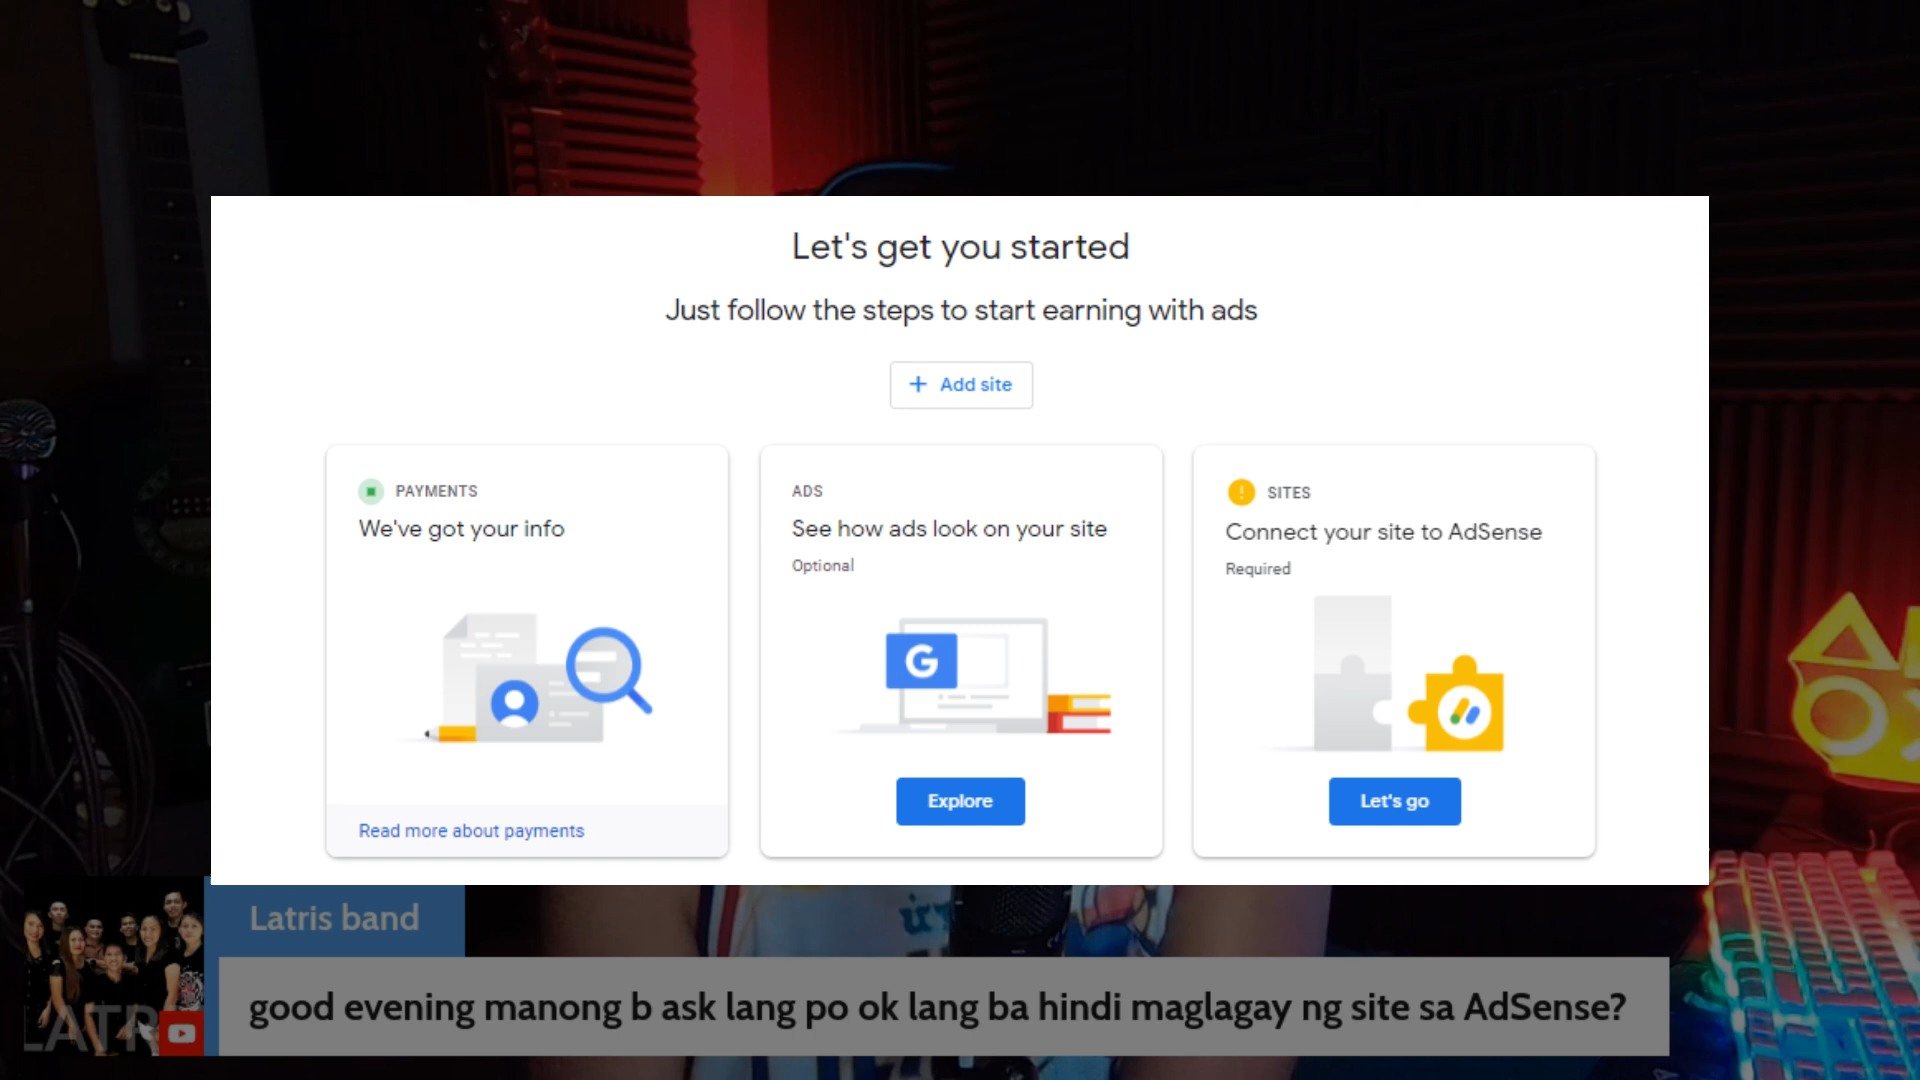 Let's get you started
Just follow the steps to start earning with ads
+ Add site
PAYMENTS
We've got your info
Read more about payments
ADS
See how ads look on your site
Optional
G
Explore
! SITES
Connect your site to AdSense
Required
Let's go
Latris band
LATR
good evening manong b ask lang po ok lang ba hindi maglagay ng site sa AdSense?